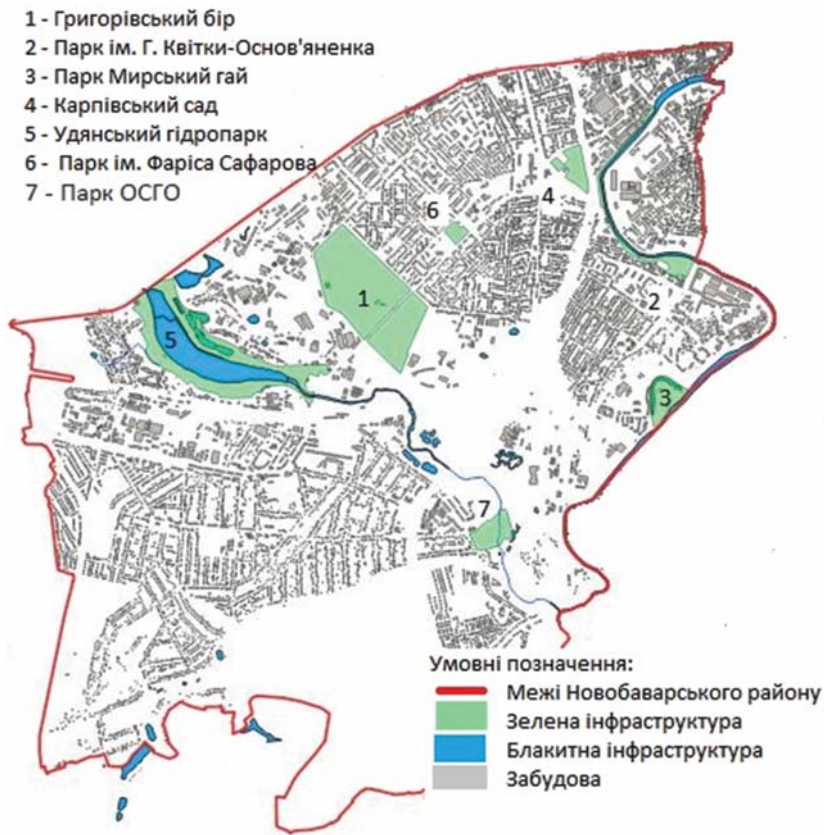 1 - Григорівський бір
2 - Парк ім. Г. Квітки-Основ'яненка
3 - Парк Мирський гай
4 - Карпівський сад
5 - Удянський гідропарк
6 - Парк ім. Фаріса Сафарова
7 - Парк ОСГО
4
6
1
2
5
3
7
Умовні позначення:
Межі Новобаварського району
Зелена інфраструктура
Блакитна інфраструктура
Забудова